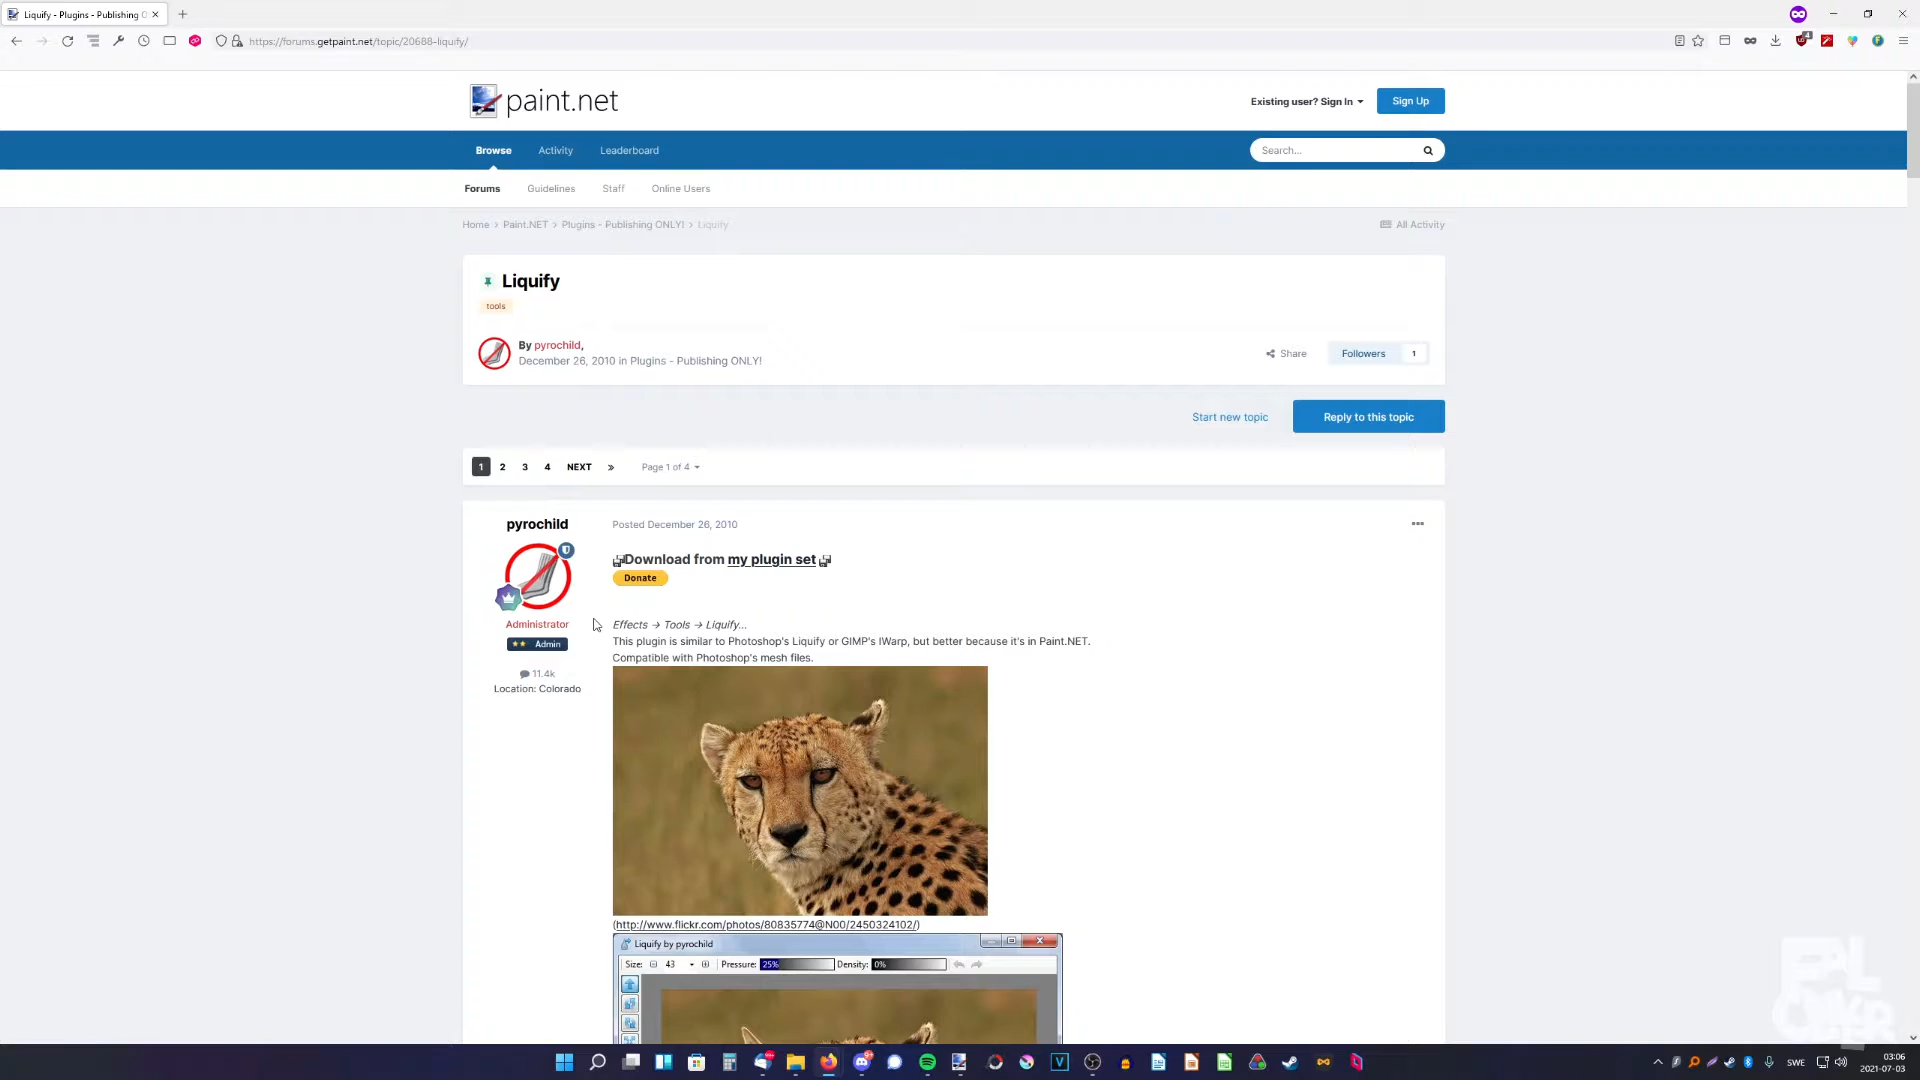 Liquify - Plugins - Publishing O
https://forums.getpaint.net/topic/20688-liquify/
4
paint.net
Existing user? Sign In
Sign Up
Browse
Activity
Leaderboard
Search...
Forums
Guidelines
Staff
Online Users
Home > Paint.NET > Plugins - Publishing ONLY! > Liquify
All Activity
Liquify
tools
By pyrochild,
December 26, 2010 in Plugins - Publishing ONLY!
Share
Followers 1
Start new topic
Reply to this topic
1 2 3 4 NEXT »
Page 1 of 4
pyrochild
Posted December 26, 2010
Download from my plugin set
Donate
Administrator
Admin
11.4k
Location: Colorado
Effects → Tools → Liquify...
This plugin is similar to Photoshop's Liquify or GIMP's IWarp, but better because it's in Paint.NET.
Compatible with Photoshop's mesh files.
(http://www.flickr.com/photos/80835774@N00/2450324102/)
Liquify by pyrochild
Size: 43 Pressure: 25% Density: 0%
SWE
03:06
2021-07-03